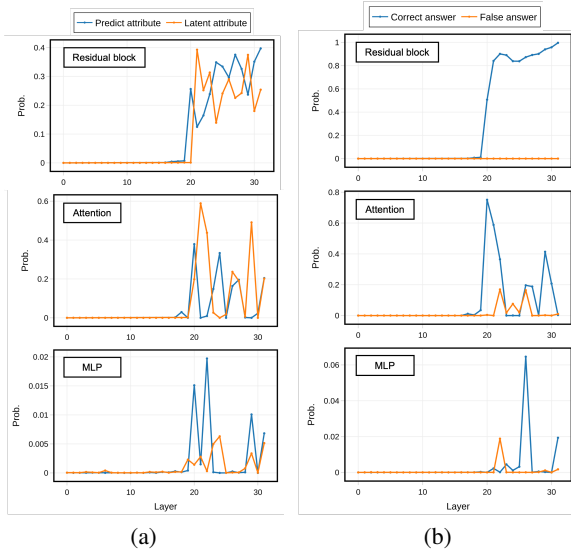 Predict attribute Latent attribute
Residual block
Prob.
0.4
0.3
0.2
0.1
0
0 10 20 30
Attention
Prob.
0.6
0.4
0.2
0
0 10 20 30
MLP
Prob.
0.02
0.015
0.01
0.005
0
0 10 20 30
Layer
(a)
Correct answer False answer
Residual block
Prob.
1
0.8
0.6
0.4
0.2
0
0 10 20 30
Attention
Prob.
0.8
0.6
0.4
0.2
0
0 10 20 30
MLP
Prob.
0.06
0.04
0.02
0
0 10 20 30
Layer
(b)